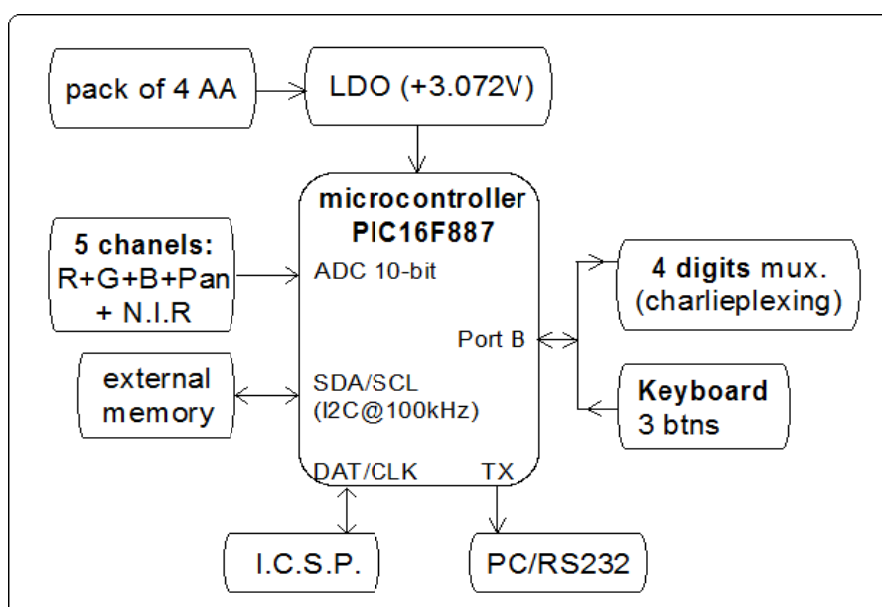 pack of 4 AA
LDO (+3.072V)
microcontroller
PIC16F887
5 chanels:
R+G+B+Pan
+ N.I.R
ADC 10-bit
4 digits mux.
(charlieplexing)
Port B
external
memory
SDA/SCL
(I2C@100kHz)
Keyboard
3 btns
DAT/CLK
TX
I.C.S.P.
PC/RS232